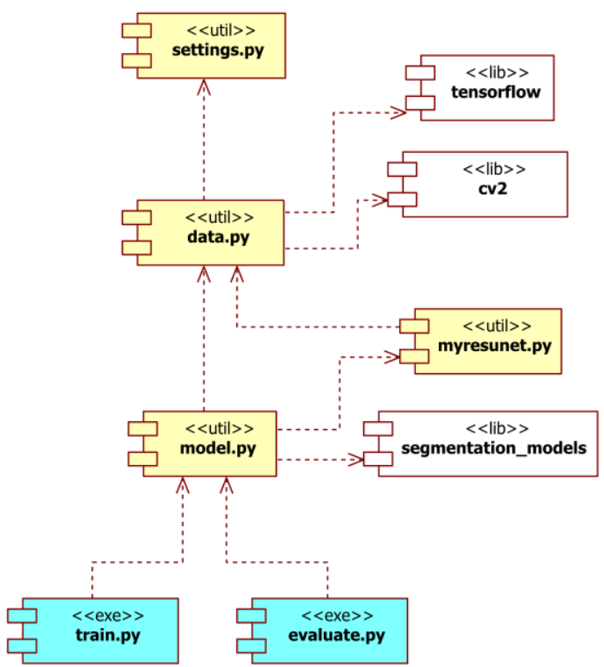 <<util>>
settings.py
<<lib>>
tensorflow
<<lib>>
cv2
<<util>>
data.py
<<util>>
myresunet.py
<<util>>
model.py
<<lib>>
segmentation_models
<<exe>>
train.py
<<exe>>
evaluate.py